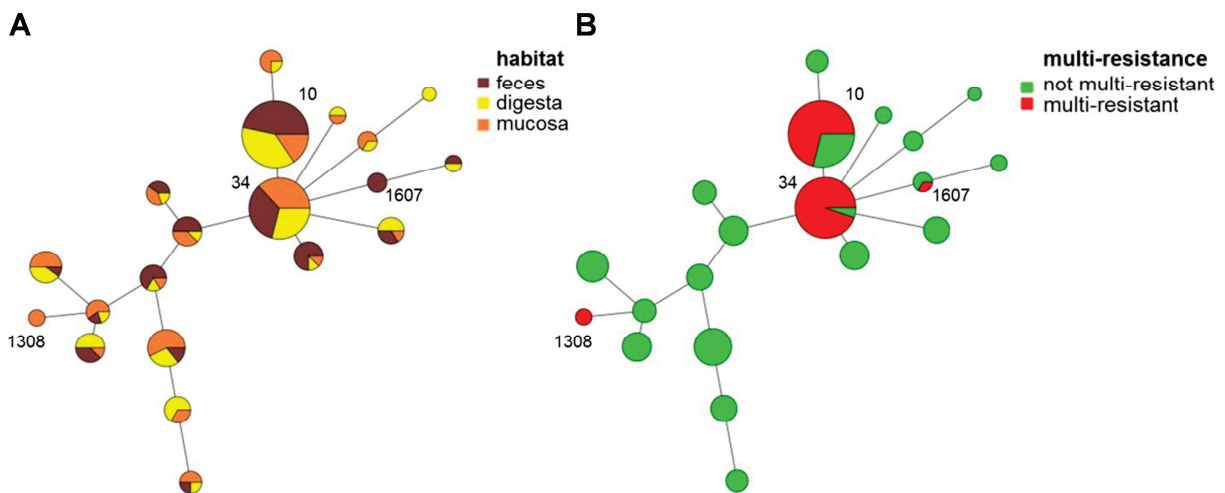 A
habitat
feces
digesta
mucosa
10
34
1607
1308
B
multi-resistance
not multi-resistant
multi-resistant
10
34
1607
1308